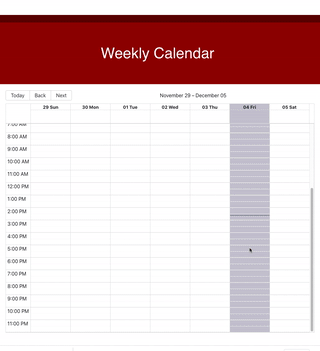 Weekly Calendar
Today Back Next November 29 – December 05
29 Sun 30 Mon 01 Tue 02 Wed 03 Thu 04 Fri 05 Sat
7:00 AM
8:00 AM
9:00 AM
10:00 AM
11:00 AM
12:00 PM
1:00 PM
2:00 PM
3:00 PM
4:00 PM
5:00 PM
6:00 PM
7:00 PM
8:00 PM
9:00 PM
10:00 PM
11:00 PM